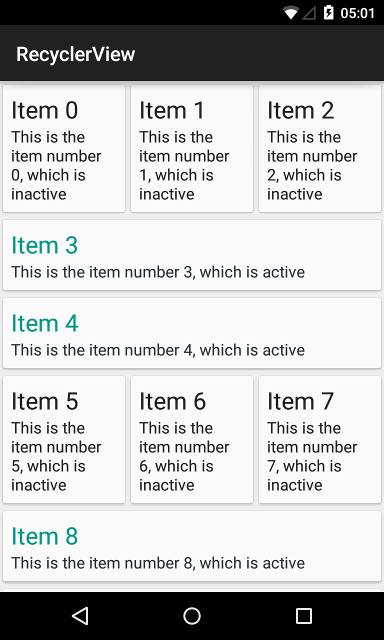 05:01
RecyclerView
Item 0
This is the
item number
0, which is
inactive
Item 1
This is the
item number
1, which is
inactive
Item 2
This is the
item number
2, which is
inactive
Item 3
This is the item number 3, which is active
Item 4
This is the item number 4, which is active
Item 5
This is the
item number
5, which is
inactive
Item 6
This is the
item number
6, which is
inactive
Item 7
This is the
item number
7, which is
inactive
Item 8
This is the item number 8, which is active